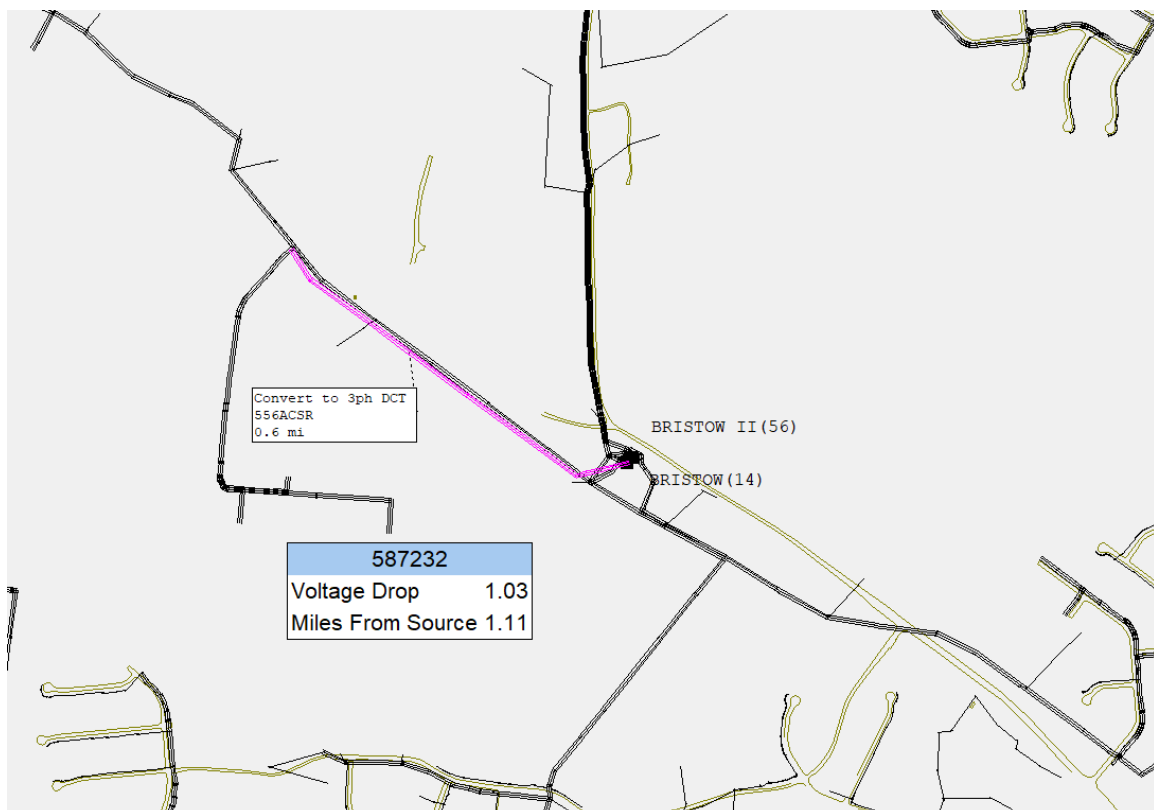 Convert to 3ph DCT
556ACSR
0.6 mi
BRISTOW II(56)
BRISTOW(14)
587232
Voltage Drop 1.03
Miles From Source 1.11